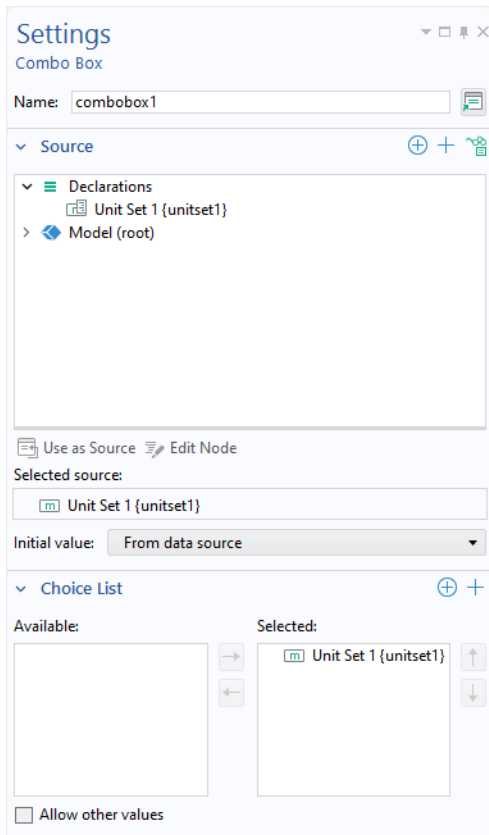 Settings
Combo Box
Name: combobox1
Source
Declarations
Unit Set 1 {unitset1}
Model (root)
Use as Source Edit Node
Selected source:
m Unit Set 1 {unitset1}
Initial value: From data source
Choice List
Available: Selected:
m Unit Set 1 {unitset1}
Allow other values